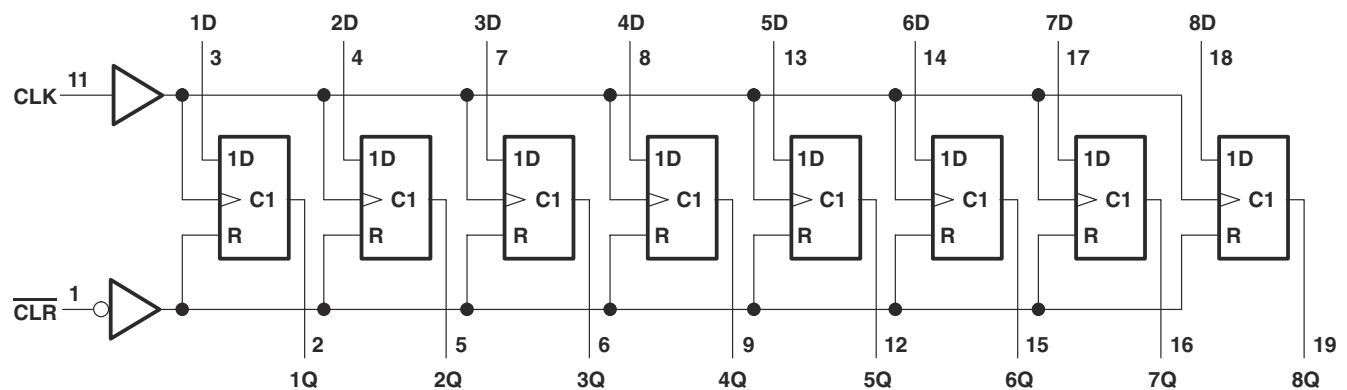 1D 2D 3D 4D 5D 6D 7D 8D
3 4 7 8 13 14 17 18
CLK 11
1D 1D 1D 1D 1D 1D 1D 1D
C1 C1 C1 C1 C1 C1 C1 C1
R R R R R R R R
CLR 1
2 5 6 9 12 15 16 19
1Q 2Q 3Q 4Q 5Q 6Q 7Q 8Q